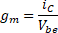 g_m = i_C / V_be